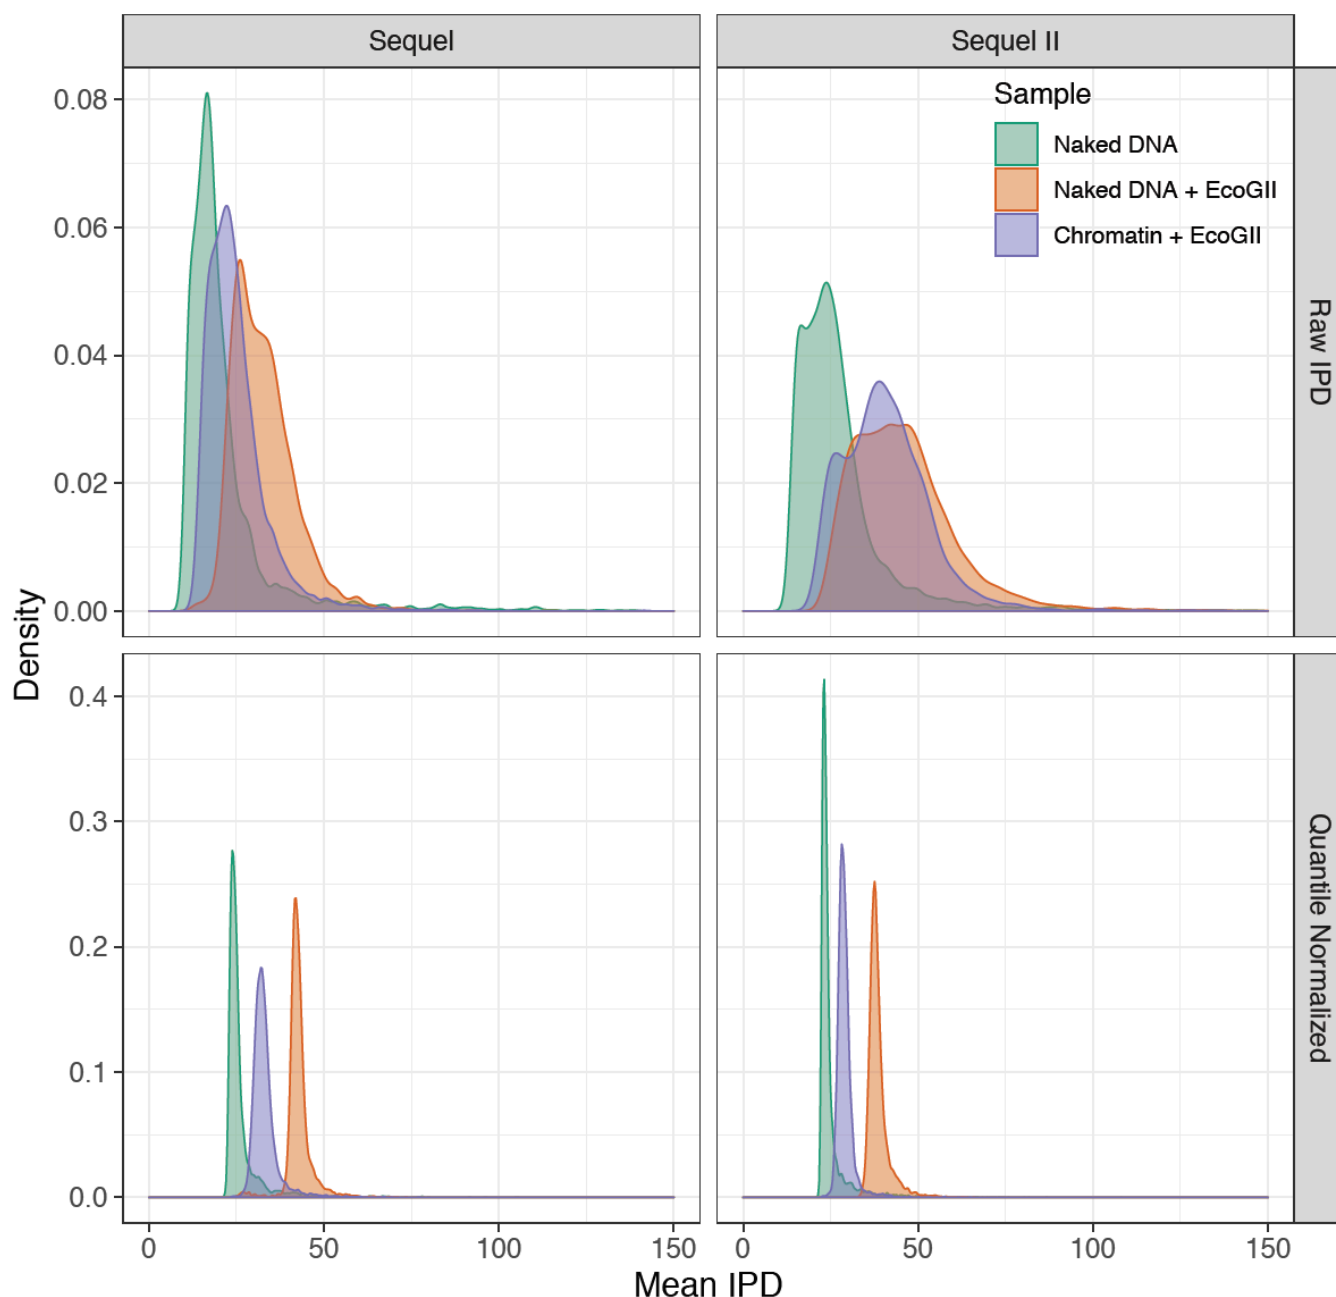 Sequel
Sequel II
Sample
Naked DNA
Naked DNA + EcoGII
Chromatin + EcoGII
0.08
0.06
0.04
0.02
0.00
Raw IPD
Density
0.4
0.3
0.2
0.1
0.0
Quantile Normalized
0 50 100 150 0 50 100 150
Mean IPD